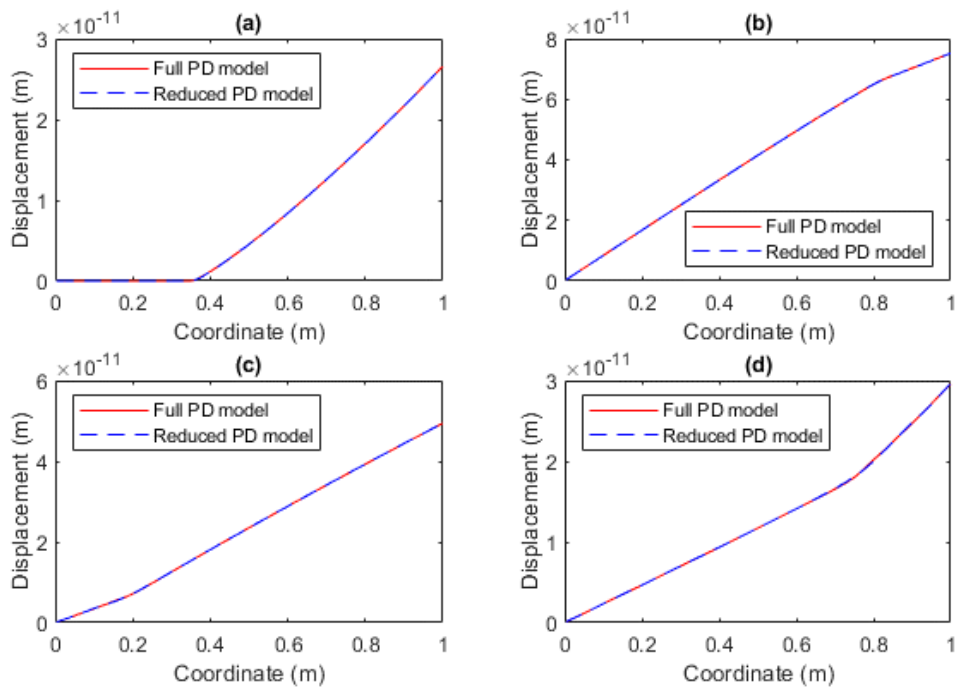 (a)
×10-11
Displacement (m)
3
2
1
0
Full PD model
Reduced PD model
0 0.2 0.4 0.6 0.8 1
Coordinate (m)
(b)
×10-11
Displacement (m)
8
6
4
2
0
Full PD model
Reduced PD model
0 0.2 0.4 0.6 0.8 1
Coordinate (m)
(c)
×10-11
Displacement (m)
6
4
2
0
Full PD model
Reduced PD model
0 0.2 0.4 0.6 0.8 1
Coordinate (m)
(d)
×10-11
Displacement (m)
3
2
1
0
Full PD model
Reduced PD model
0 0.2 0.4 0.6 0.8 1
Coordinate (m)